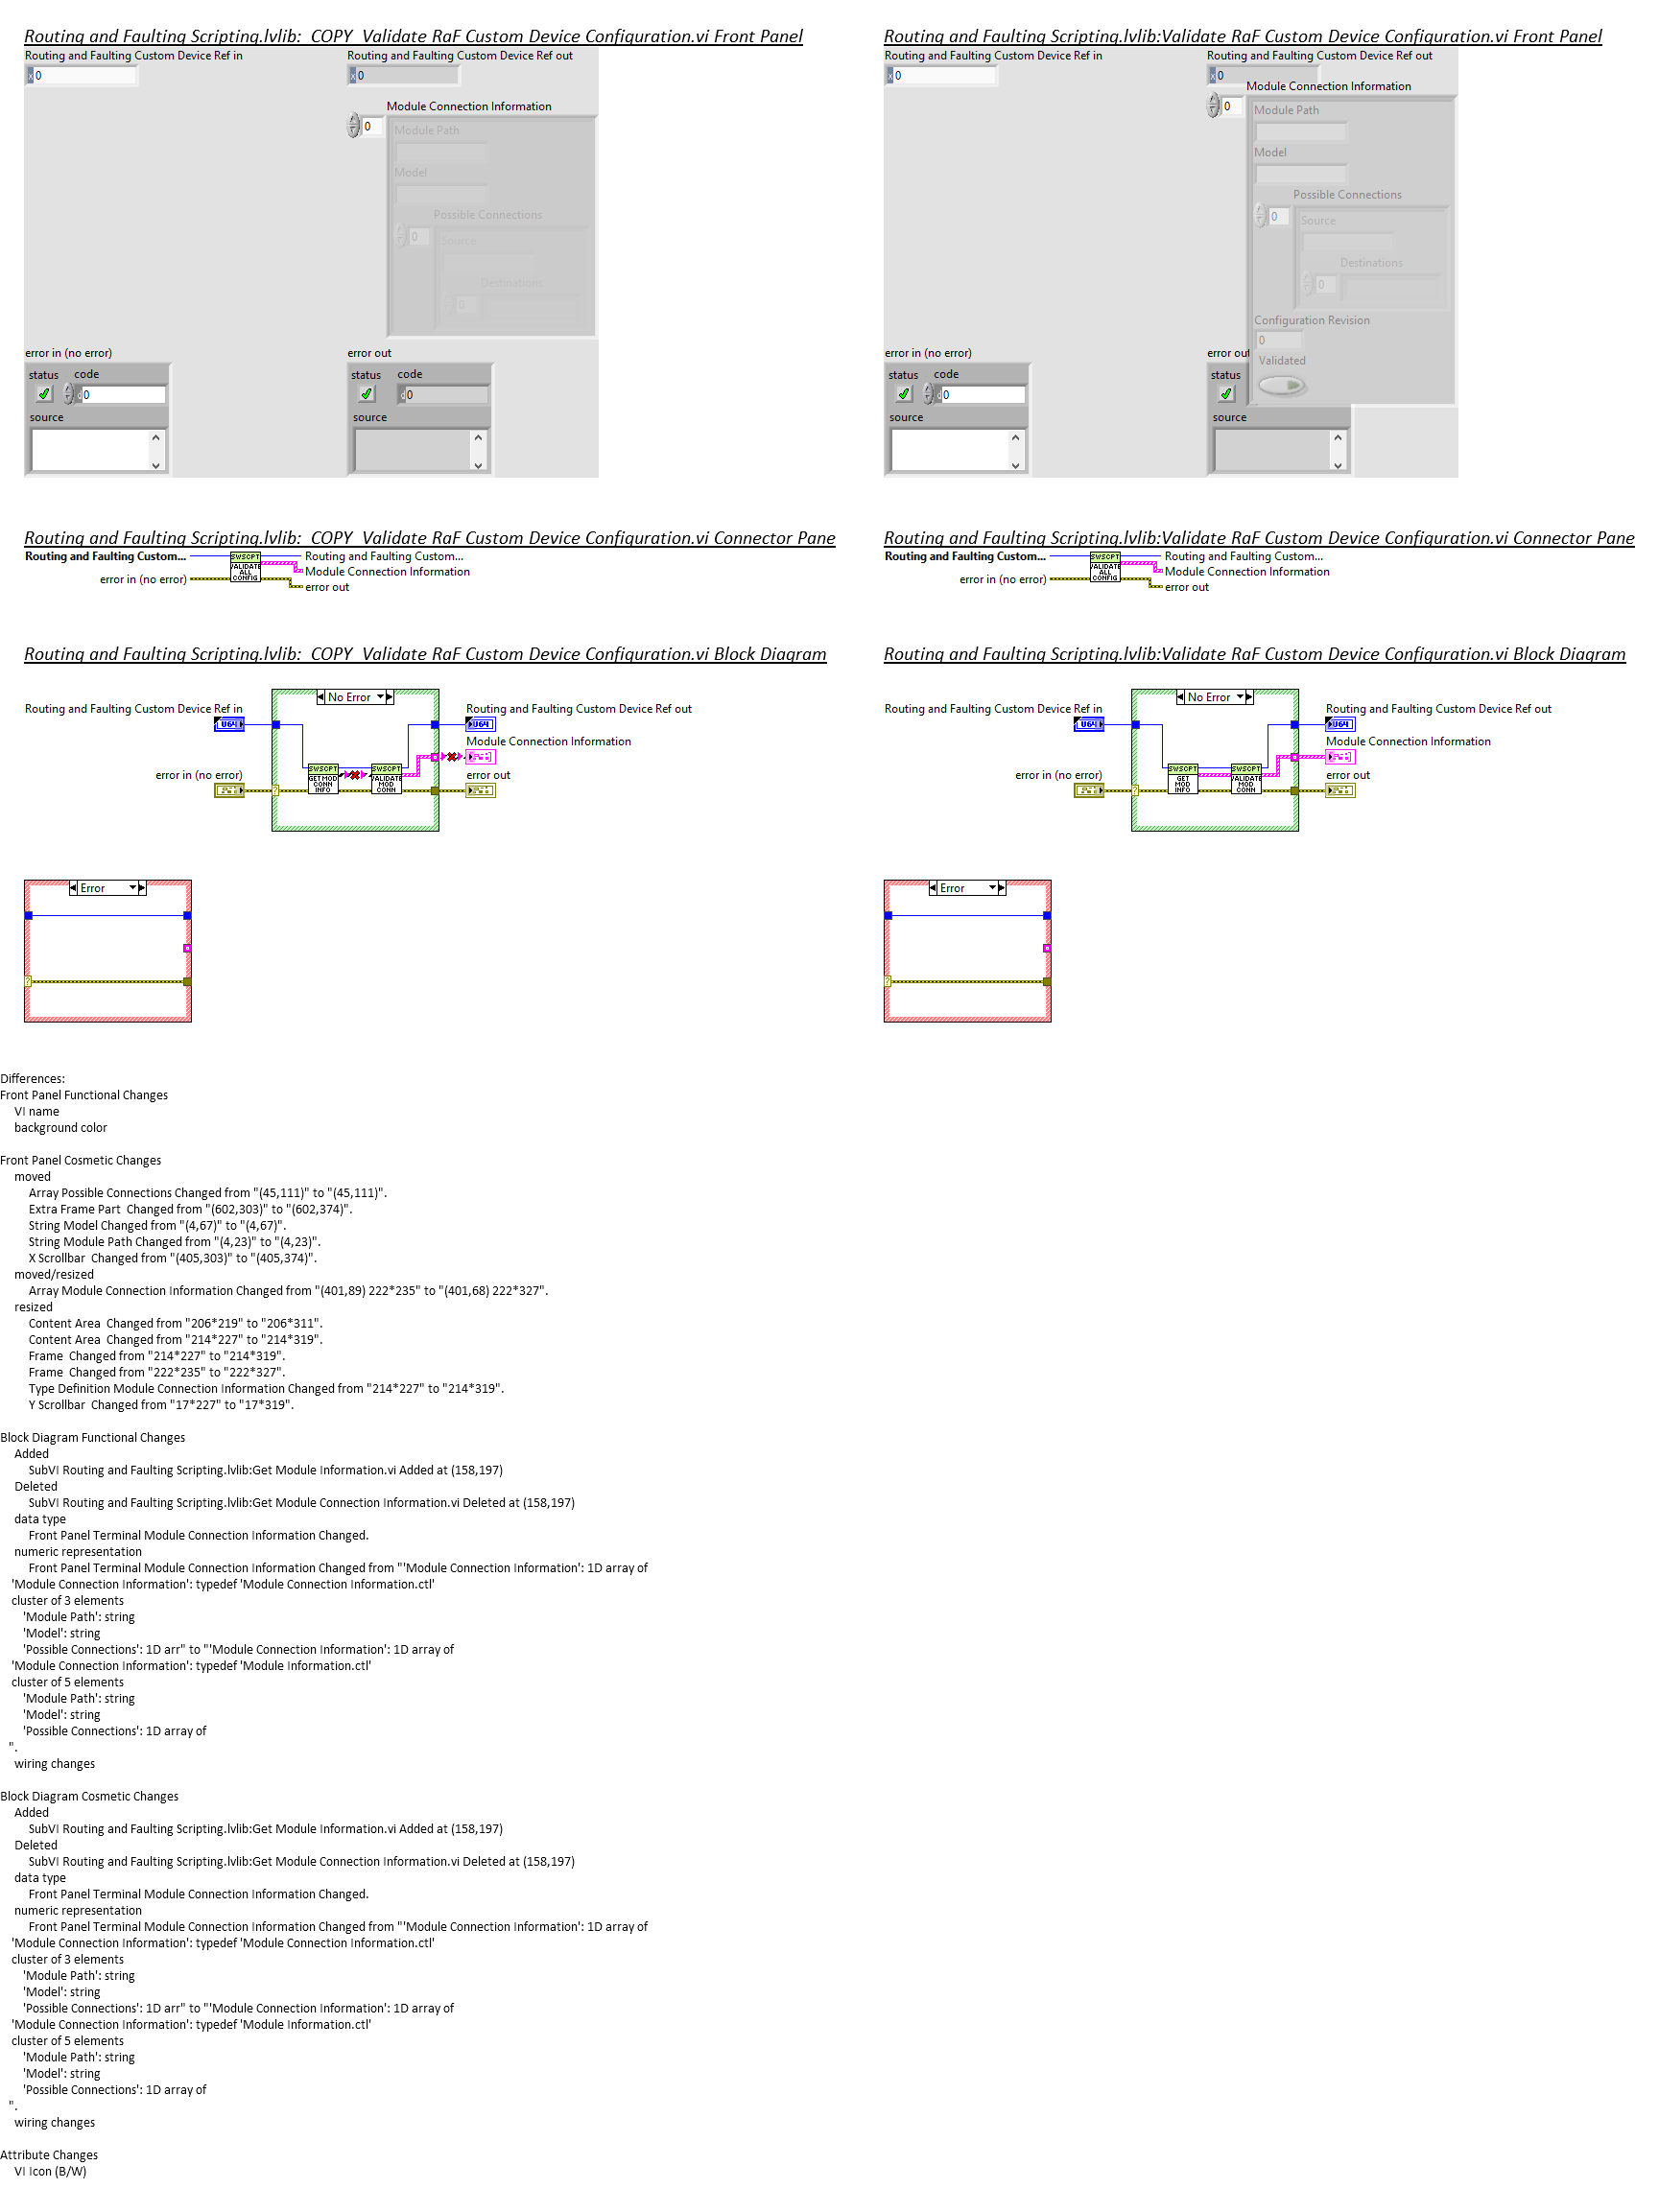 Routing and Faulting Scripting.lvlib:_COPY_Validate RaF Custom Device Configuration.vi Front Panel
Routing and Faulting Custom Device Ref in
x 0
Routing and Faulting Custom Device Ref out
x 0
Module Connection Information
0
Module Path
Model
Possible Connections
0
Source
Destinations
0
error in (no error)
status
code
d 0
source
error out
status
code
d 0
source
Routing and Faulting Scripting.lvlib:Validate RaF Custom Device Configuration.vi Front Panel
Routing and Faulting Custom Device Ref in
x 0
Routing and Faulting Custom Device Ref out
x 0
Module Connection Information
0
Module Path
Model
Possible Connections
0
Source
Destinations
0
Configuration Revision
0
Validated
error in (no error)
status
code
d 0
source
error out
status
source
Routing and Faulting Scripting.lvlib:_COPY_Validate RaF Custom Device Configuration.vi Connector Pane
Routing and Faulting Custom...
error in (no error)
SWSCPT
VALIDATE
ALL
CONFIG
Routing and Faulting Custom...
Module Connection Information
error out
Routing and Faulting Scripting.lvlib:Validate RaF Custom Device Configuration.vi Connector Pane
Routing and Faulting Custom...
error in (no error)
SWSCPT
VALIDATE
ALL
CONFIG
Routing and Faulting Custom...
Module Connection Information
error out
Routing and Faulting Scripting.lvlib:_COPY_Validate RaF Custom Device Configuration.vi Block Diagram
No Error
Routing and Faulting Custom Device Ref in
U64
error in (no error)
SWSCPT
GET MOD
CONN
INFO
SWSCPT
VALIDATE
MOD
CONN
Routing and Faulting Custom Device Ref out
U64
Module Connection Information
error out
Error
Routing and Faulting Scripting.lvlib:Validate RaF Custom Device Configuration.vi Block Diagram
No Error
Routing and Faulting Custom Device Ref in
U64
error in (no error)
SWSCPT
GET
MOD
INFO
SWSCPT
VALIDATE
MOD
CONN
Routing and Faulting Custom Device Ref out
U64
Module Connection Information
error out
Error
Differences:
Front Panel Functional Changes
VI name
background color
Front Panel Cosmetic Changes
moved
Array Possible Connections Changed from "(45,111)" to "(45,111)".
Extra Frame Part  Changed from "(602,303)" to "(602,374)".
String Model Changed from "(4,67)" to "(4,67)".
String Module Path Changed from "(4,23)" to "(4,23)".
X Scrollbar  Changed from "(405,303)" to "(405,374)".
moved/resized
Array Module Connection Information Changed from "(401,89) 222*235" to "(401,68) 222*327".
resized
Content Area  Changed from "206*219" to "206*311".
Content Area  Changed from "214*227" to "214*319".
Frame  Changed from "214*227" to "214*319".
Frame  Changed from "222*235" to "222*327".
Type Definition Module Connection Information Changed from "214*227" to "214*319".
Y Scrollbar  Changed from "17*227" to "17*319".
Block Diagram Functional Changes
Added
SubVI Routing and Faulting Scripting.lvlib:Get Module Information.vi Added at (158,197)
Deleted
SubVI Routing and Faulting Scripting.lvlib:Get Module Connection Information.vi Deleted at (158,197)
data type
Front Panel Terminal Module Connection Information Changed.
numeric representation
Front Panel Terminal Module Connection Information Changed from "'Module Connection Information': 1D array of
'Module Connection Information': typedef 'Module Connection Information.ctl'
cluster of 3 elements
'Module Path': string
'Model': string
'Possible Connections': 1D arr" to "'Module Connection Information': 1D array of
'Module Connection Information': typedef 'Module Information.ctl'
cluster of 5 elements
'Module Path': string
'Model': string
'Possible Connections': 1D array of
".
wiring changes
Block Diagram Cosmetic Changes
Added
SubVI Routing and Faulting Scripting.lvlib:Get Module Information.vi Added at (158,197)
Deleted
SubVI Routing and Faulting Scripting.lvlib:Get Module Connection Information.vi Deleted at (158,197)
data type
Front Panel Terminal Module Connection Information Changed.
numeric representation
Front Panel Terminal Module Connection Information Changed from "'Module Connection Information': 1D array of
'Module Connection Information': typedef 'Module Connection Information.ctl'
cluster of 3 elements
'Module Path': string
'Model': string
'Possible Connections': 1D arr" to "'Module Connection Information': 1D array of
'Module Connection Information': typedef 'Module Information.ctl'
cluster of 5 elements
'Module Path': string
'Model': string
'Possible Connections': 1D array of
".
wiring changes
Attribute Changes
VI Icon (B/W)